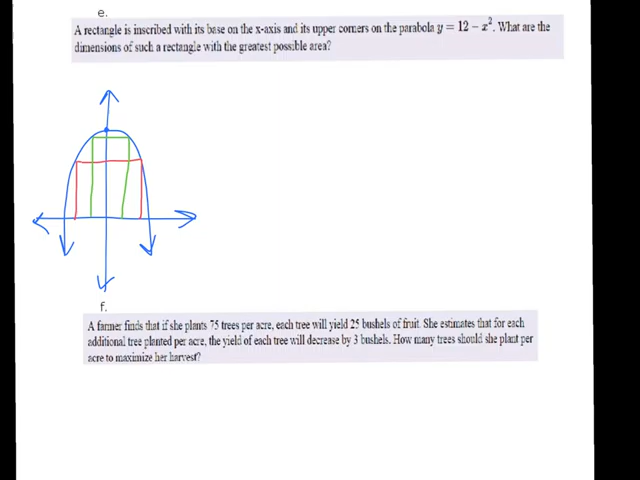 e.
A rectangle is inscribed with its base on the x-axis and its upper corners on the parabola y = 12 − x². What are the
dimensions of such a rectangle with the greatest possible area?
f.
A farmer finds that if she plants 75 trees per acre, each tree will yield 25 bushels of fruit. She estimates that for each
additional tree planted per acre, the yield of each tree will decrease by 3 bushels. How many trees should she plant per
acre to maximize her harvest?